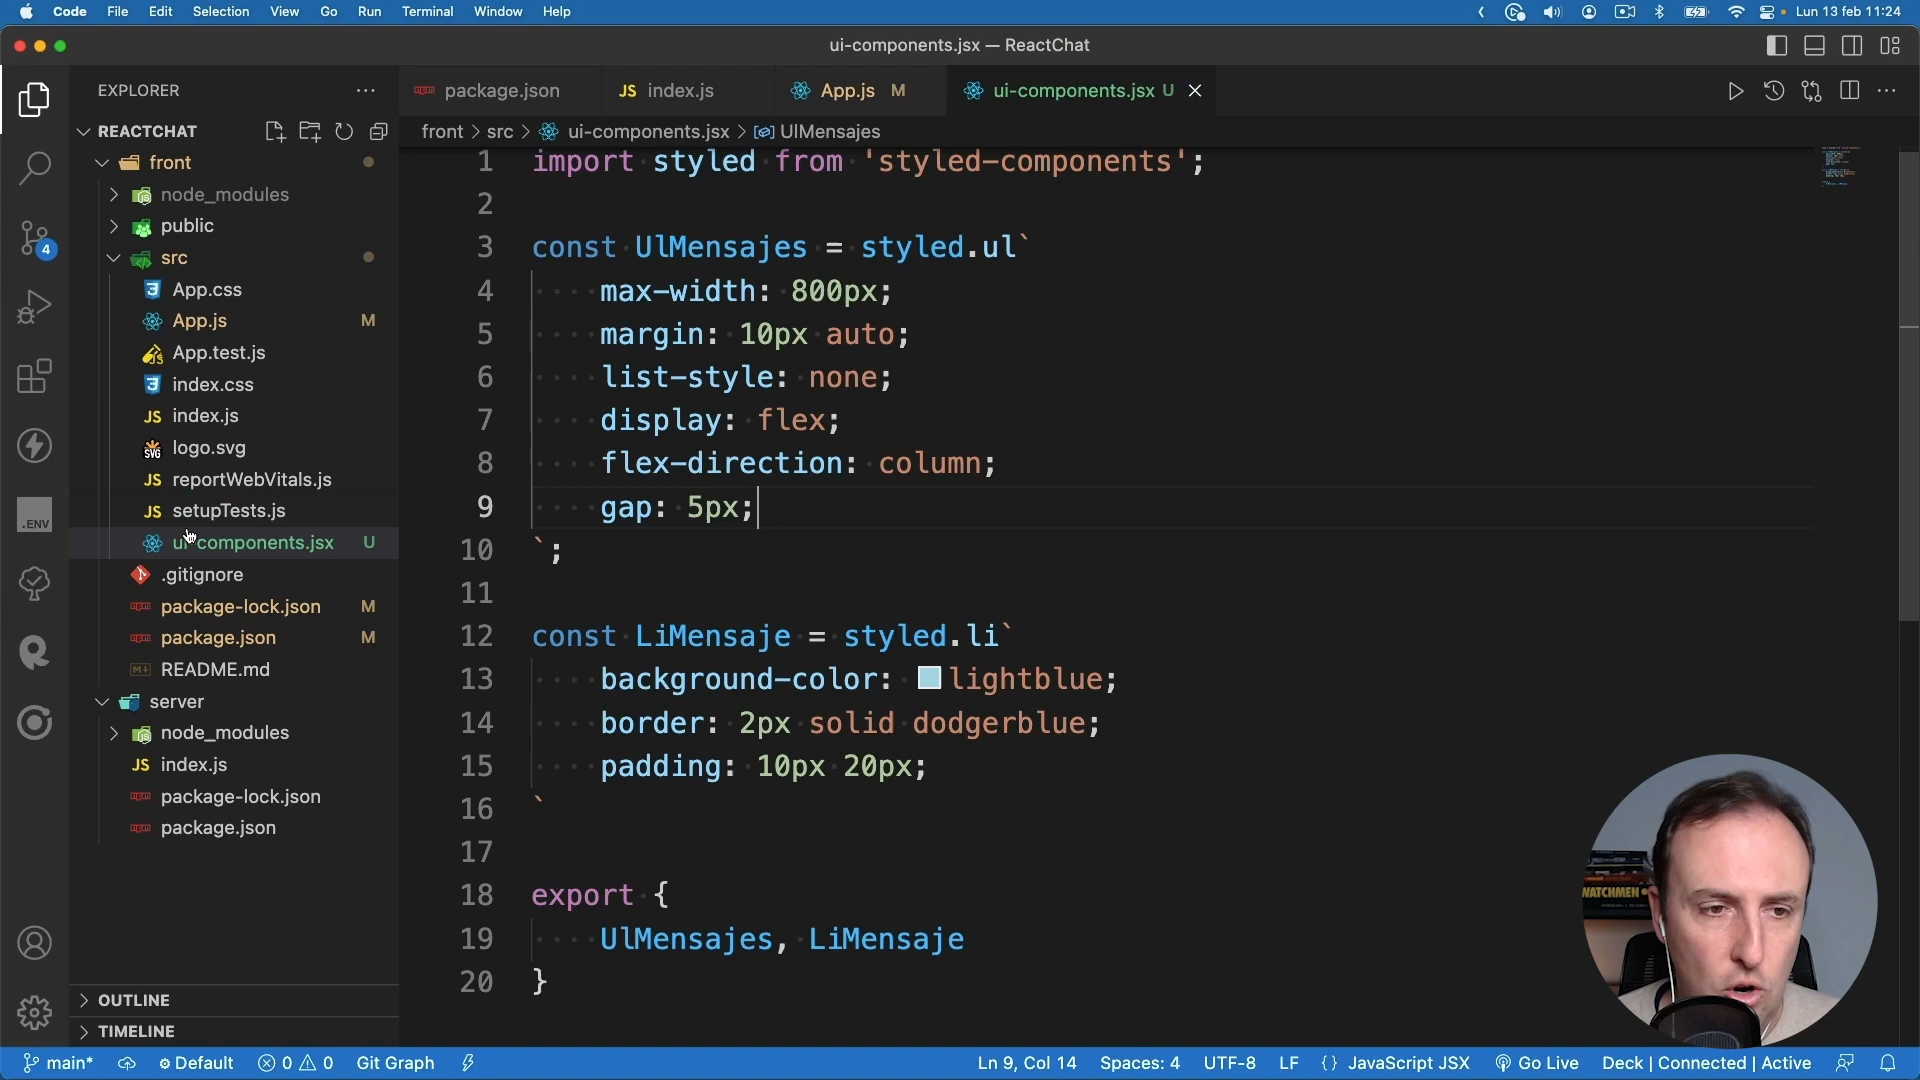 Code File Edit Selection View Go Run Terminal Window Help Lun 13 feb 11:24
ui-components.jsx — ReactChat
EXPLORER
package.json
JS index.js
App.js M
ui-components.jsx U
REACTCHAT
front > src > ui-components.jsx > UlMensajes
front
node_modules
public
src
App.css
App.js M
App.test.js
index.css
JS index.js
logo.svg
JS reportWebVitals.js
JS setupTests.js
ui-components.jsx U
.gitignore
package-lock.json M
package.json M
README.md
server
node_modules
JS index.js
package-lock.json
package.json
OUTLINE
TIMELINE
4
.ENV
1 import styled from 'styled-components';
2
3 const UlMensajes = styled.ul`
4 max-width: 800px;
5 margin: 10px auto;
6 list-style: none;
7 display: flex;
8 flex-direction: column;
9 gap: 5px;
10 `;
11
12 const LiMensaje = styled.li`
13 background-color: lightblue;
14 border: 2px solid dodgerblue;
15 padding: 10px 20px;
16 `
17
18 export {
19 UlMensajes, LiMensaje
20 }
WATCHMEN
main* Default 0 0 Git Graph Ln 9, Col 14 Spaces: 4 UTF-8 LF {} JavaScript JSX Go Live Deck | Connected | Active